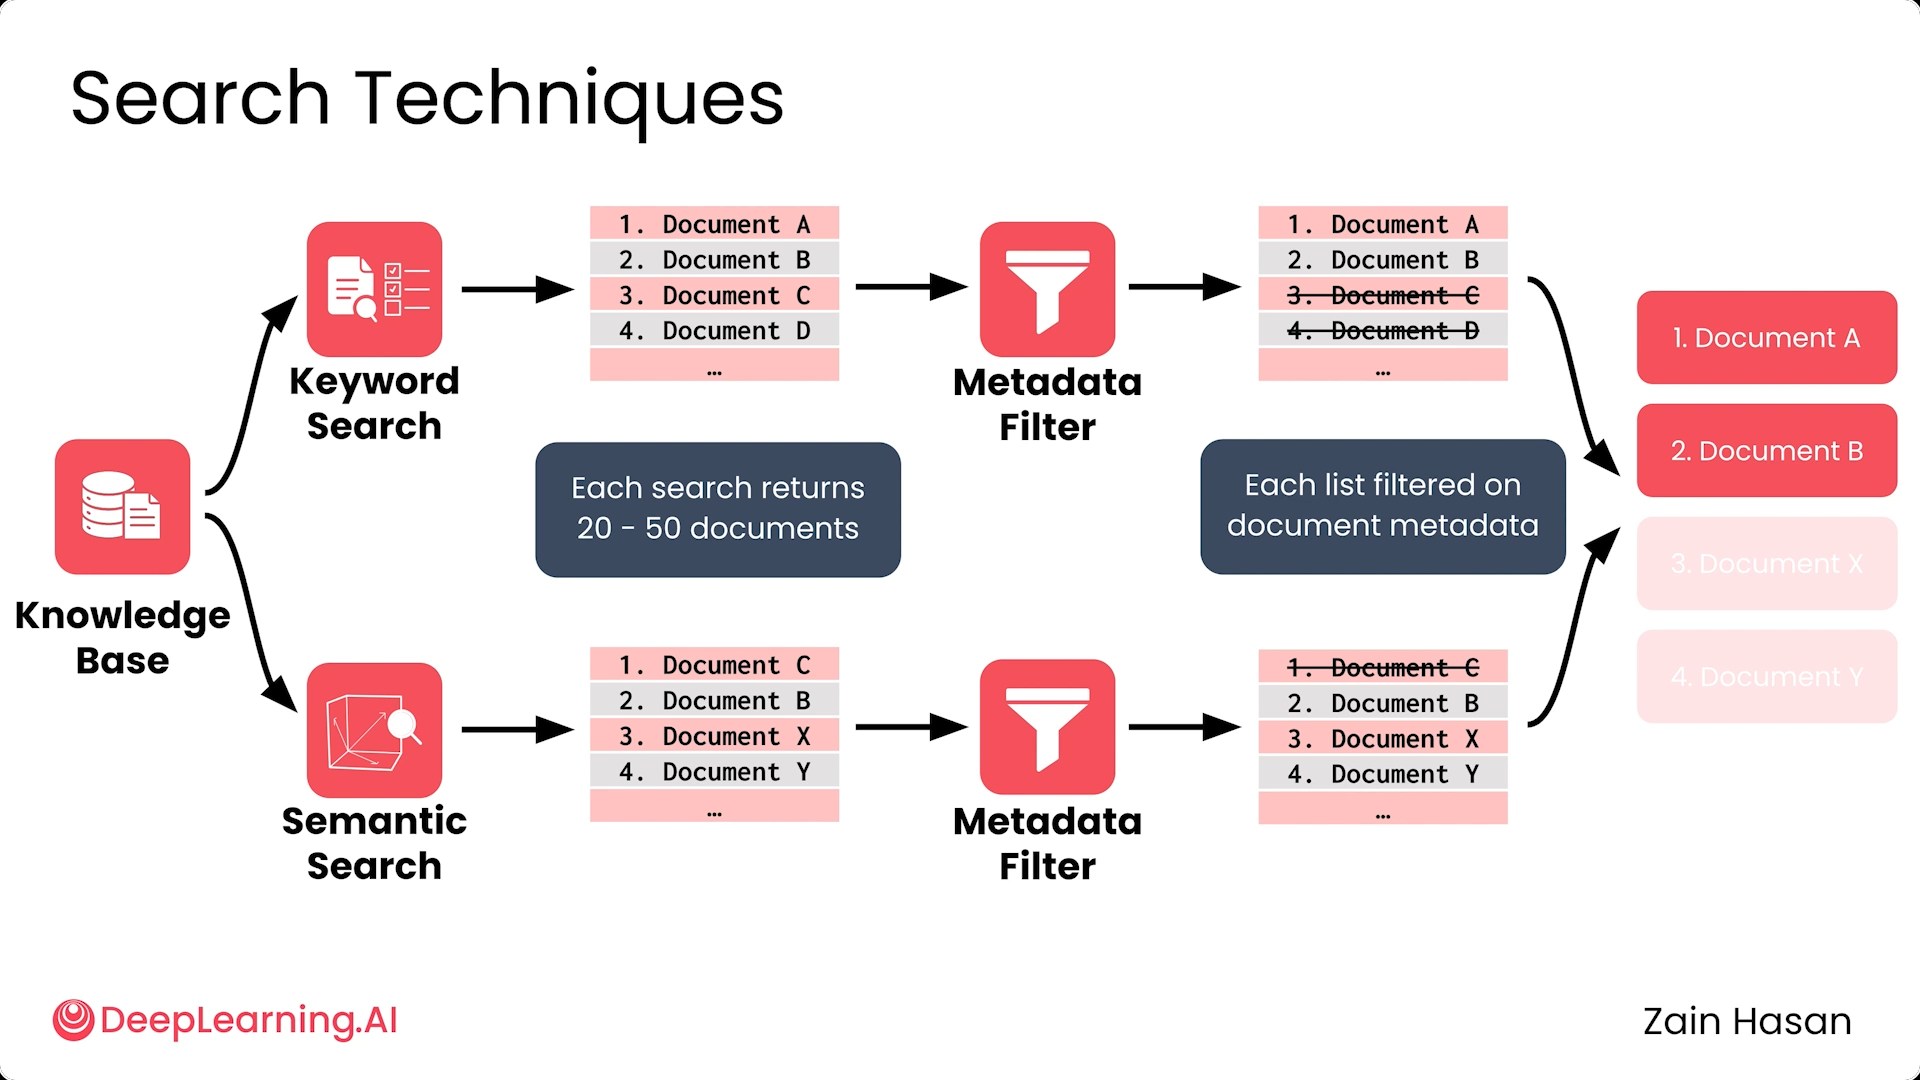 Search Techniques
Knowledge
Base
Keyword
Search
1. Document A
2. Document B
3. Document C
4. Document D
…
Metadata
Filter
1. Document A
2. Document B
3. Document C
4. Document D
…
Each search returns
20 - 50 documents
Each list filtered on
document metadata
Semantic
Search
1. Document C
2. Document B
3. Document X
4. Document Y
…
Metadata
Filter
1. Document C
2. Document B
3. Document X
4. Document Y
…
1. Document A
2. Document B
3. Document X
4. Document Y
DeepLearning.AI
Zain Hasan